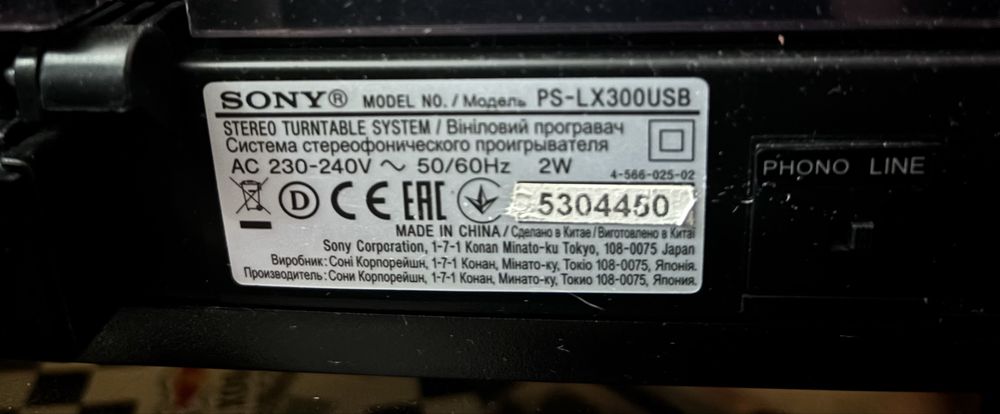 SONY® MODEL NO. / Модель PS-LX300USB
STEREO TURNTABLE SYSTEM / Вініловий програвач
Система стереофонического проигрывателя
AC 230-240V ~ 50/60Hz 2W
4-566-025-02
D CE EAC 5304450
MADE IN CHINA / Сделано в Китае / Виготовлено в Китаї
Sony Corporation, 1-7-1 Konan Minato-ku Tokyo, 108-0075 Japan
Виробник: Соні Корпорейшн, 1-7-1 Конан, Мінато-ку, Токіо 108-0075, Японія.
Производитель: Сони Корпорейшн, 1-7-1 Конан, Минато-ку, Токио 108-0075, Япония.
PHONO LINE